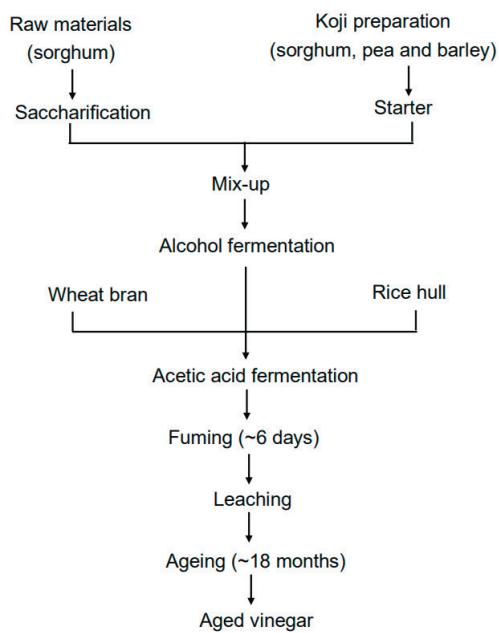 Raw materials
(sorghum)
Koji preparation
(sorghum, pea and barley)
Saccharification
Starter
Mix-up
Alcohol fermentation
Wheat bran
Rice hull
Acetic acid fermentation
Fuming (~6 days)
Leaching
Ageing (~18 months)
Aged vinegar